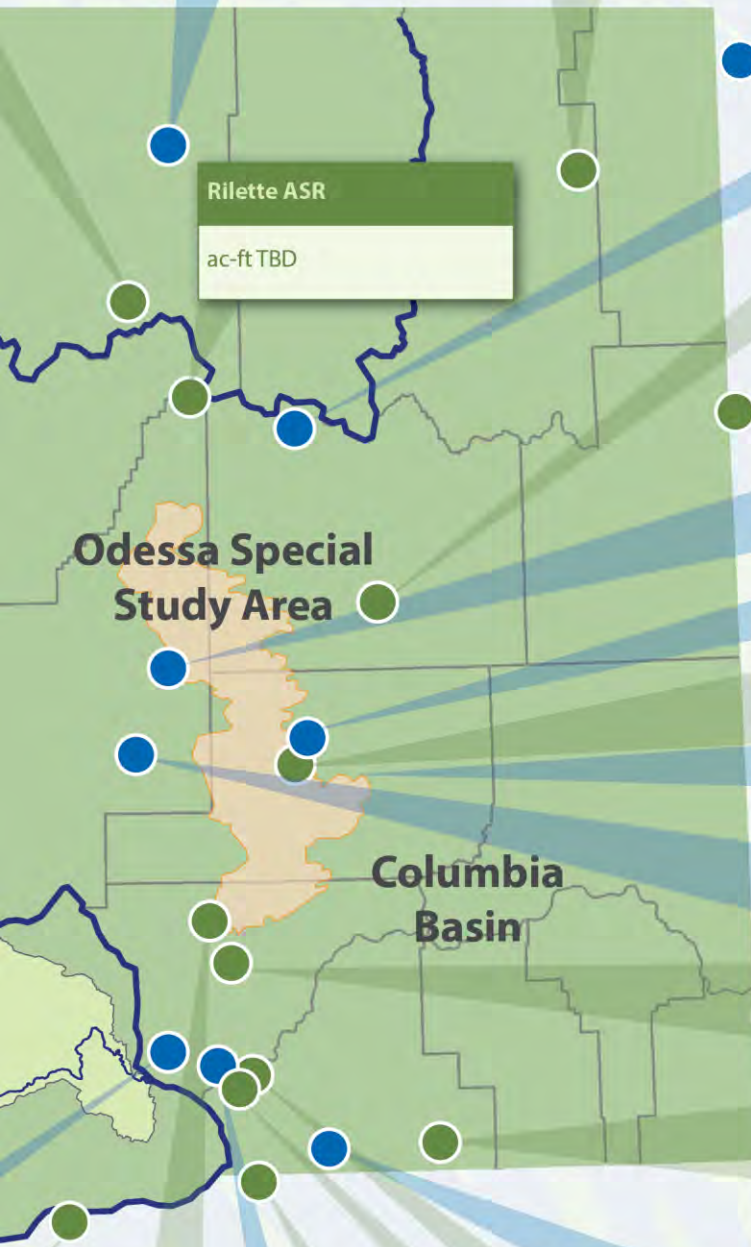 Rilette ASR
ac-ft TBD
Odessa Special
Study Area
Columbia
Basin